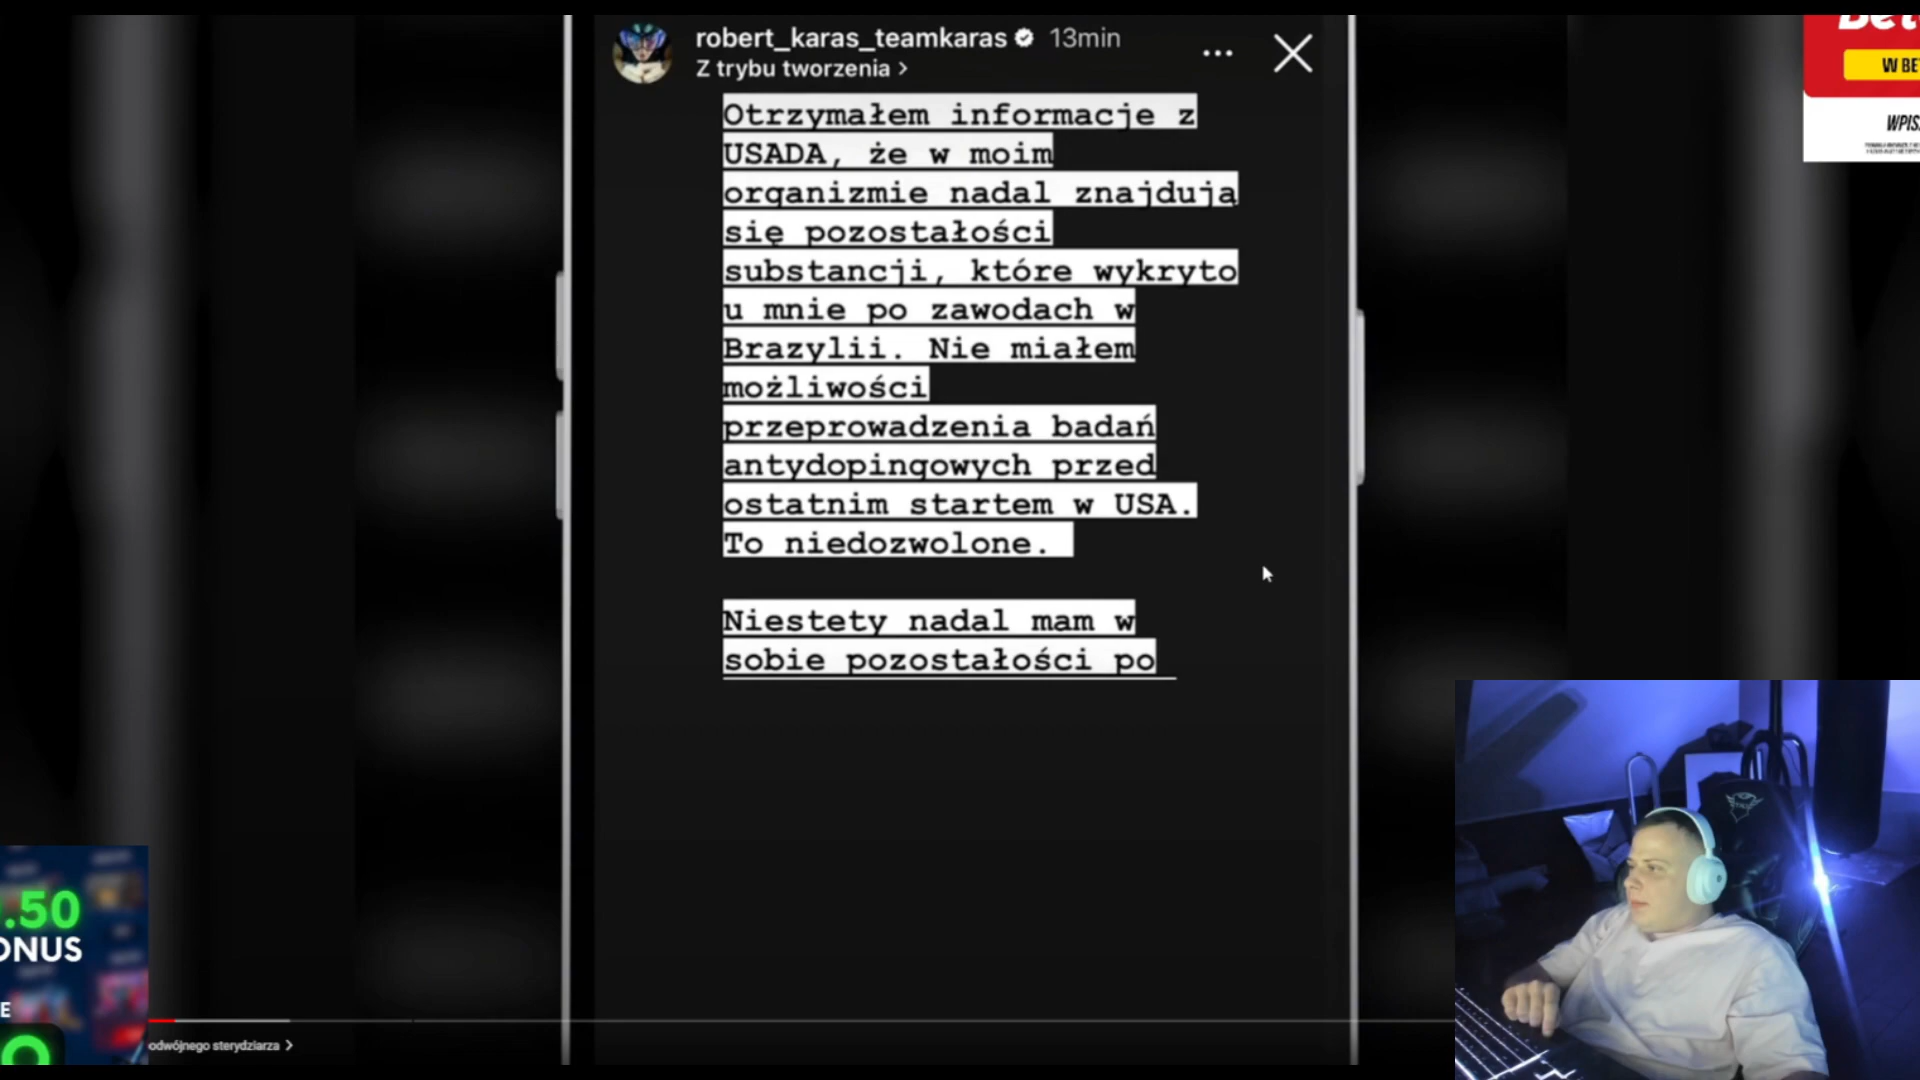 robert_karas_teamkaras 13min
Z trybu tworzenia >
Otrzymałem informacje z
USADA, że w moim
organizmie nadal znajdują
się pozostałości
substancji, które wykryto
u mnie po zawodach w
Brazylii. Nie miałem
możliwości
przeprowadzenia badań
antydopingowych przed
ostatnim startem w USA.
To niedozwolone.
Niestety nadal mam w
sobie pozostałości po
W BE
WPIS
.50
ONUS
E
odwójnego sterydziarza >